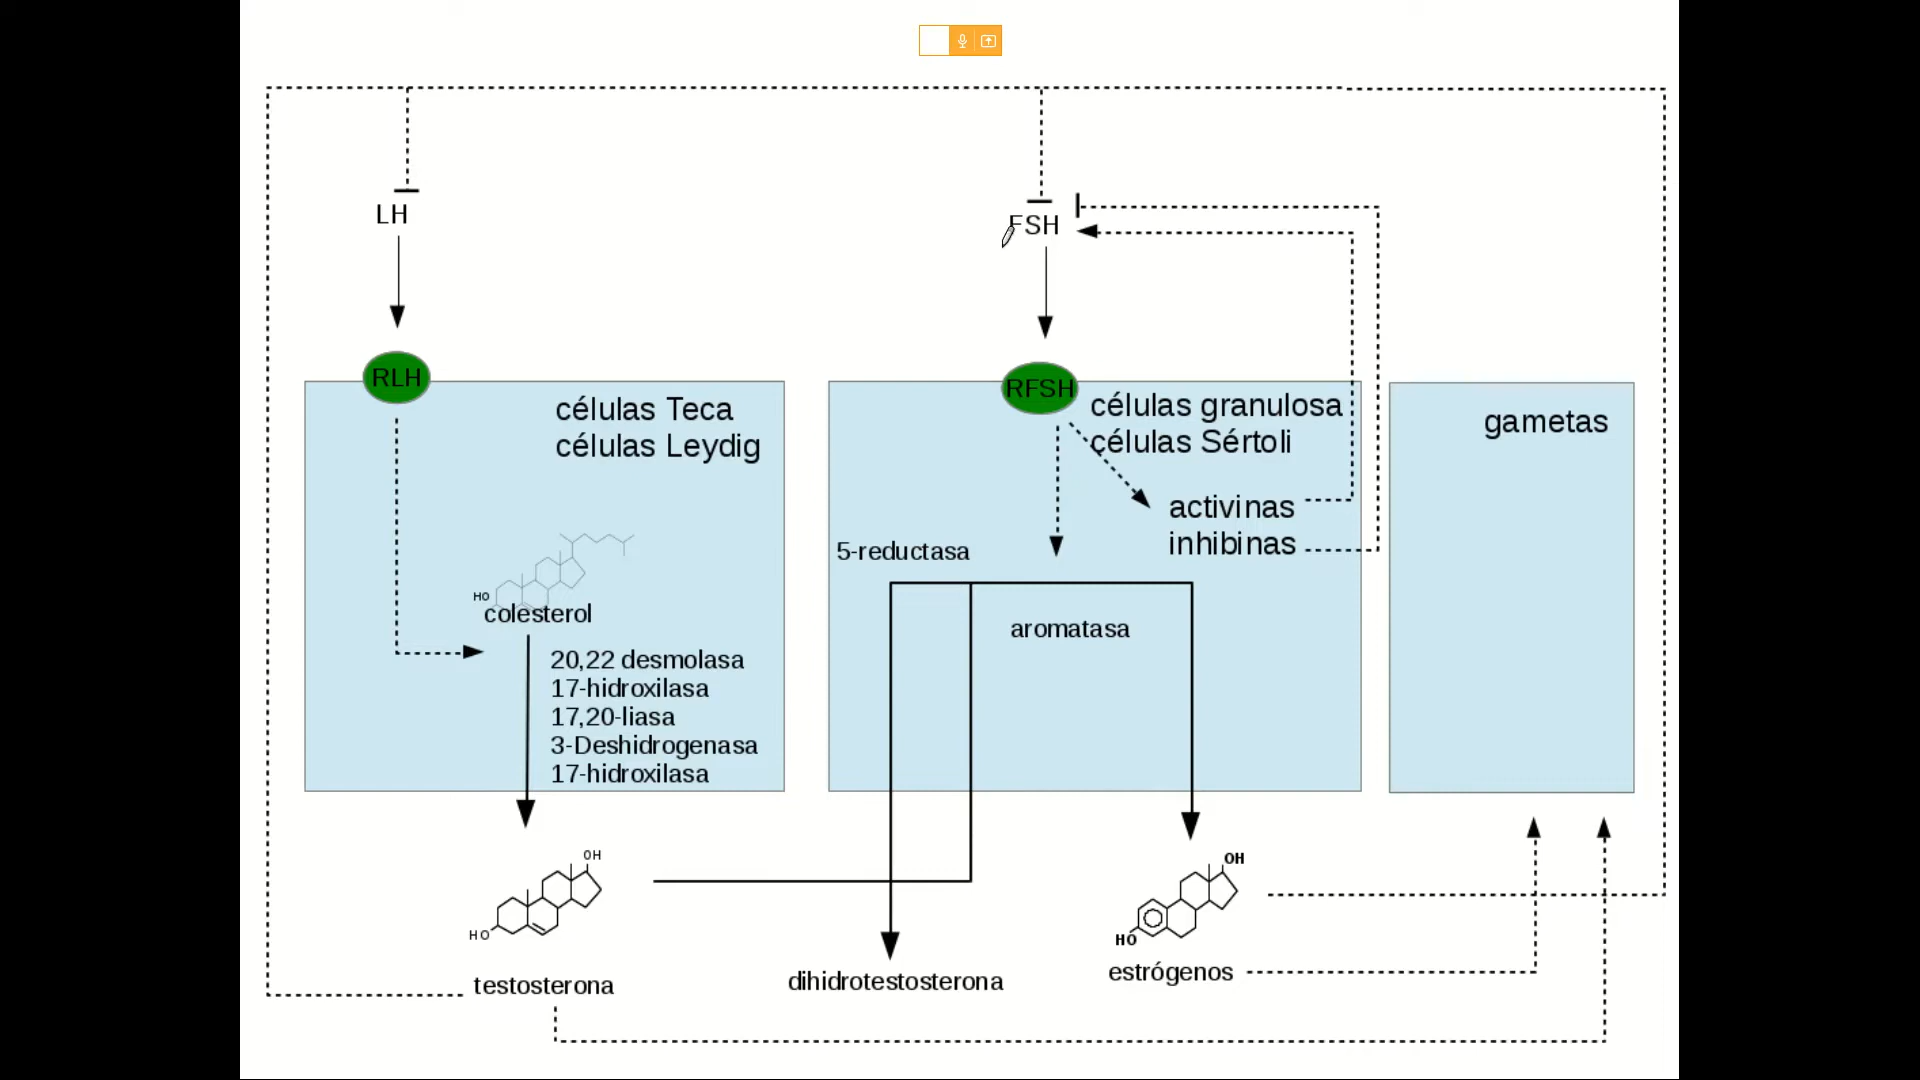 LH
FSH
RLH
RFSH
células Teca
células Leydig
células granulosa
células Sértoli
gametas
activinas
inhibinas
5-reductasa
HO
colesterol
aromatasa
20,22 desmolasa
17-hidroxilasa
17,20-liasa
3-Deshidrogenasa
17-hidroxilasa
OH
HO
testosterona
dihidrotestosterona
OH
HO
estrógenos